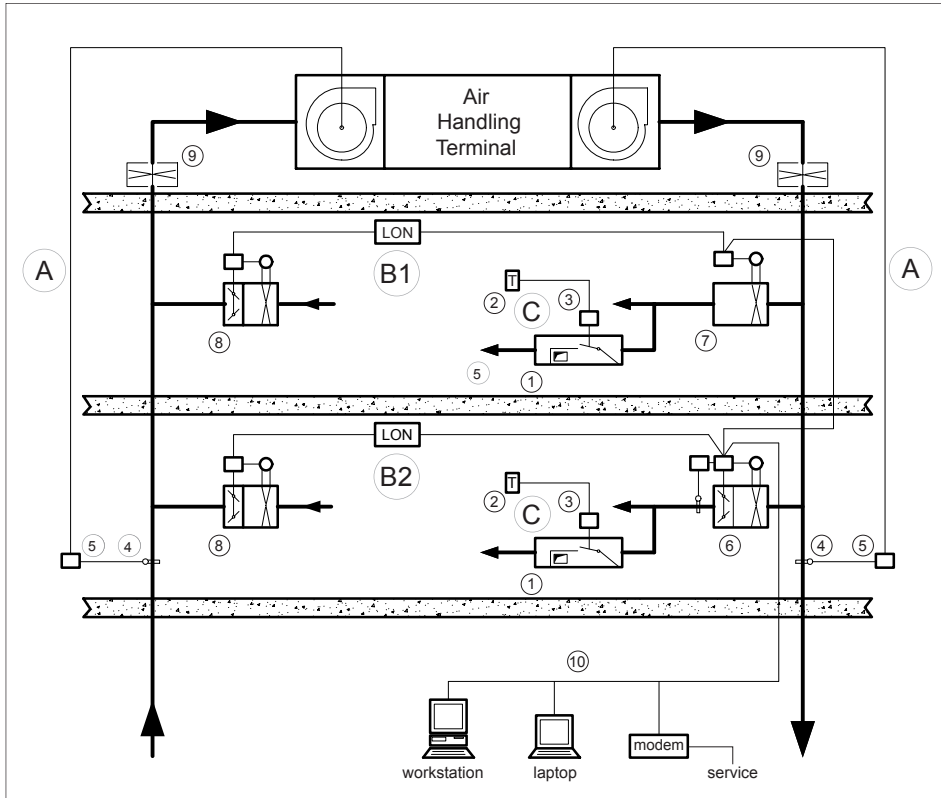 Air
Handling
Terminal
9
9
LON
A
B1
A
2
T
C
3
8
7
5
1
LON
B2
2
T
C
3
8
6
5
4
4
5
1
10
modem
workstation
laptop
service